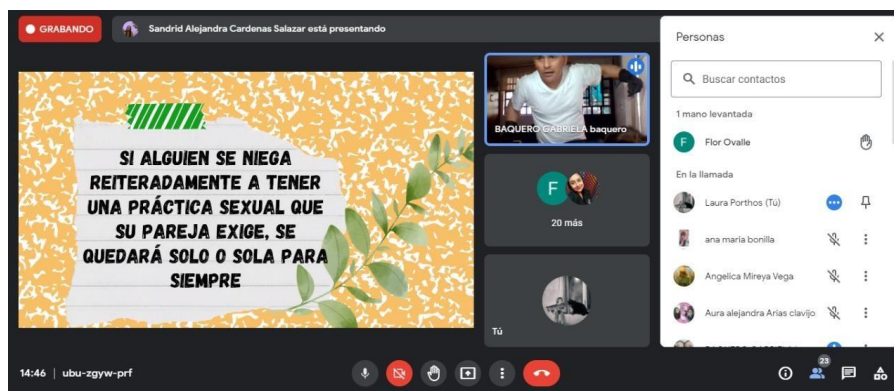 GRABANDO
Sandrid Alejandra Cardenas Salazar está presentando
SI ALGUIEN SE NIEGA
REITERADAMENTE A TENER
UNA PRÁCTICA SEXUAL QUE
SU PAREJA EXIGE, SE
QUEDARÁ SOLO O SOLA PARA
SIEMPRE
BAQUERO GABRIELA baquero
F
20 más
Tú
Personas
Buscar contactos
1 mano levantada
F
Flor Ovalle
En la llamada
Laura Porthos (Tú)
ana maria bonilla
Angelica Mireya Vega
Aura alejandra Arias clavijo
14:46 | ubu-zgyw-prf
23